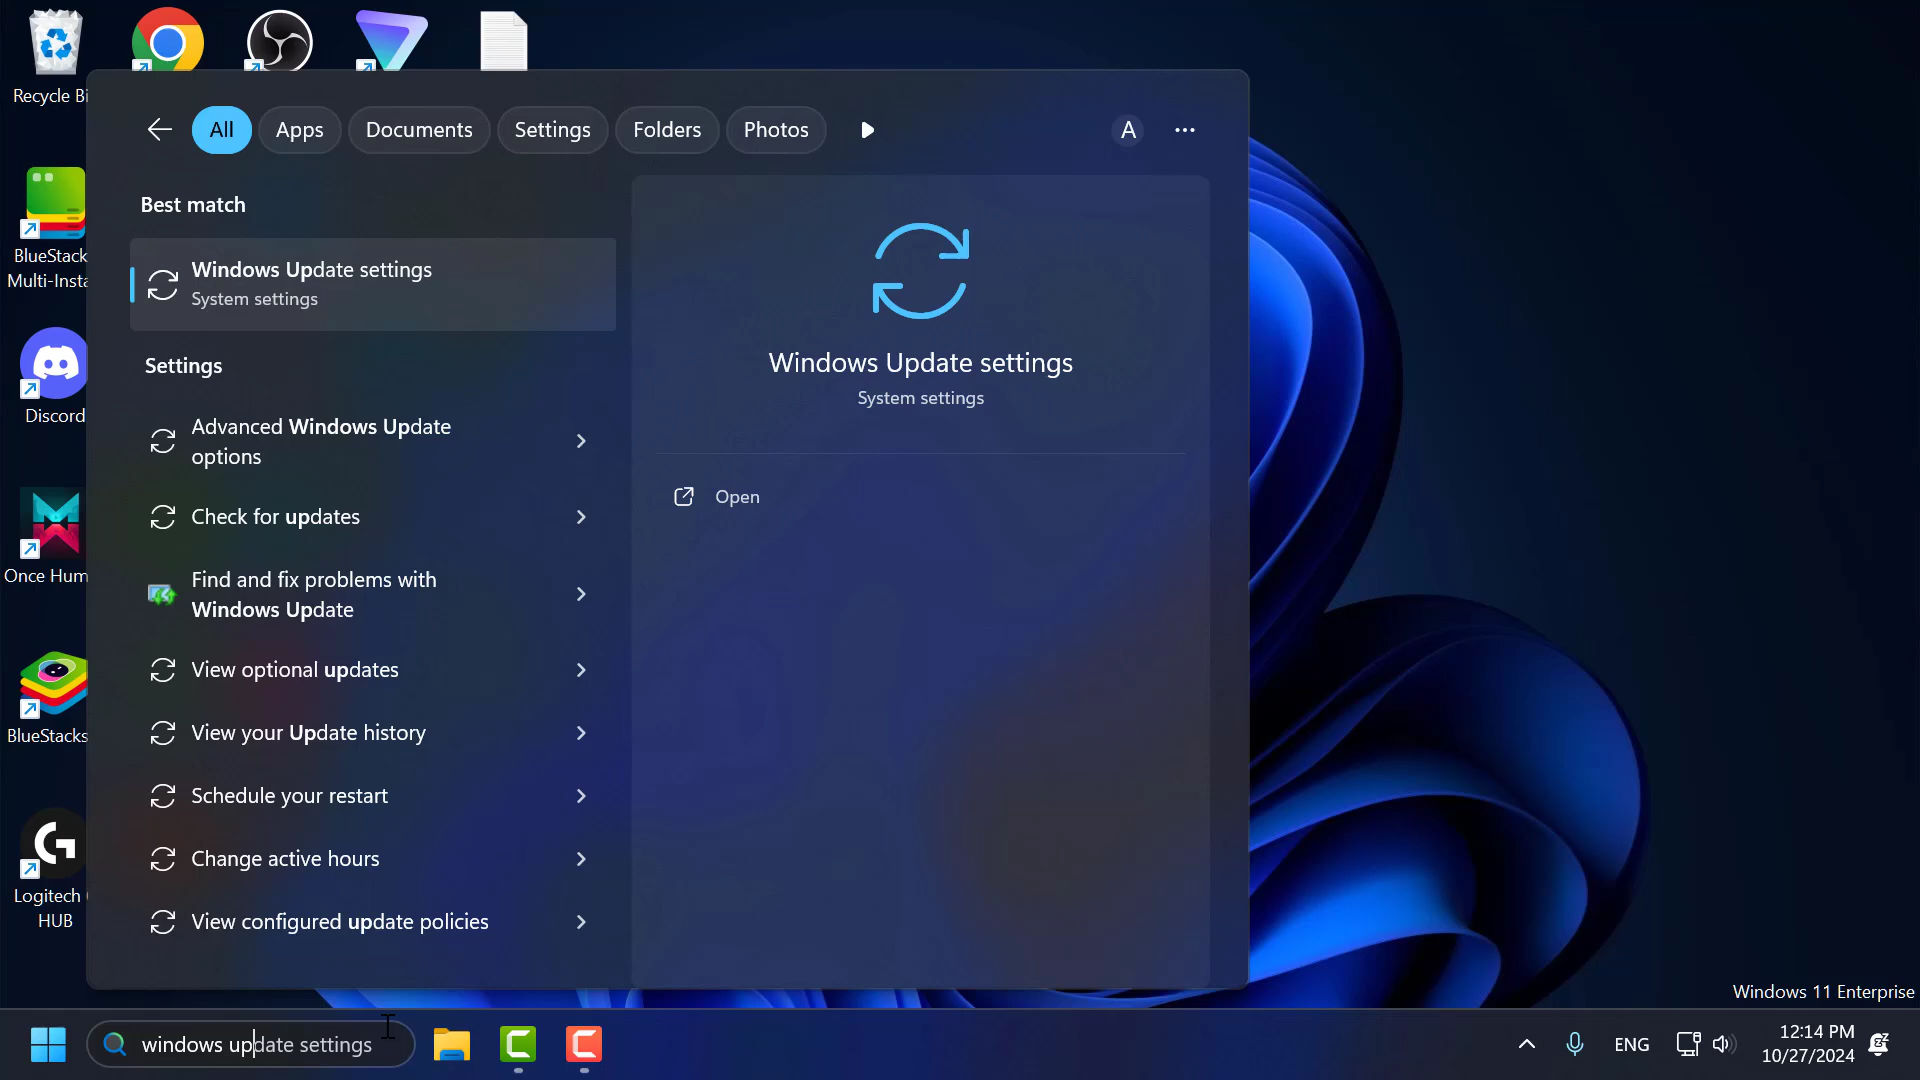 Recycle Bi
All
Apps
Documents
Settings
Folders
Photos
A
Best match
Windows Update settings
System settings
Settings
Advanced Windows Update
options
Check for updates
Find and fix problems with
Windows Update
View optional updates
View your Update history
Schedule your restart
Change active hours
View configured update policies
Windows Update settings
System settings
Open
BlueStack
Multi-Insta
Discord
Once Hum
BlueStacks
Logitech
HUB
Windows 11 Enterprise
windows update settings
ENG
12:14 PM
10/27/2024